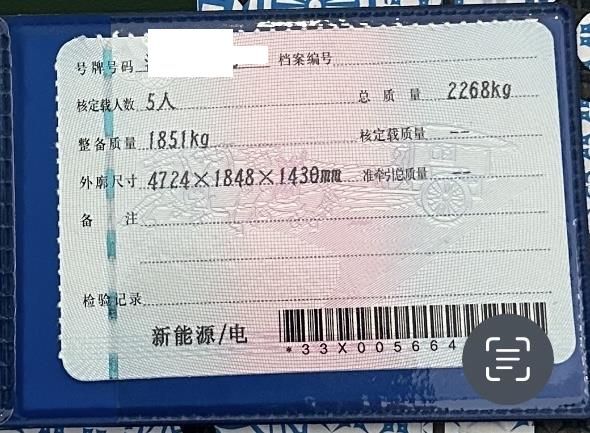 号牌号码 档案编号
核定载人数 5人 总质量 2268kg
整备质量 1851kg 核定载质量 --
外廓尺寸 4724×1848×1430mm 准牵引总质量 --
备注
检验记录
新能源/电
*33X005664